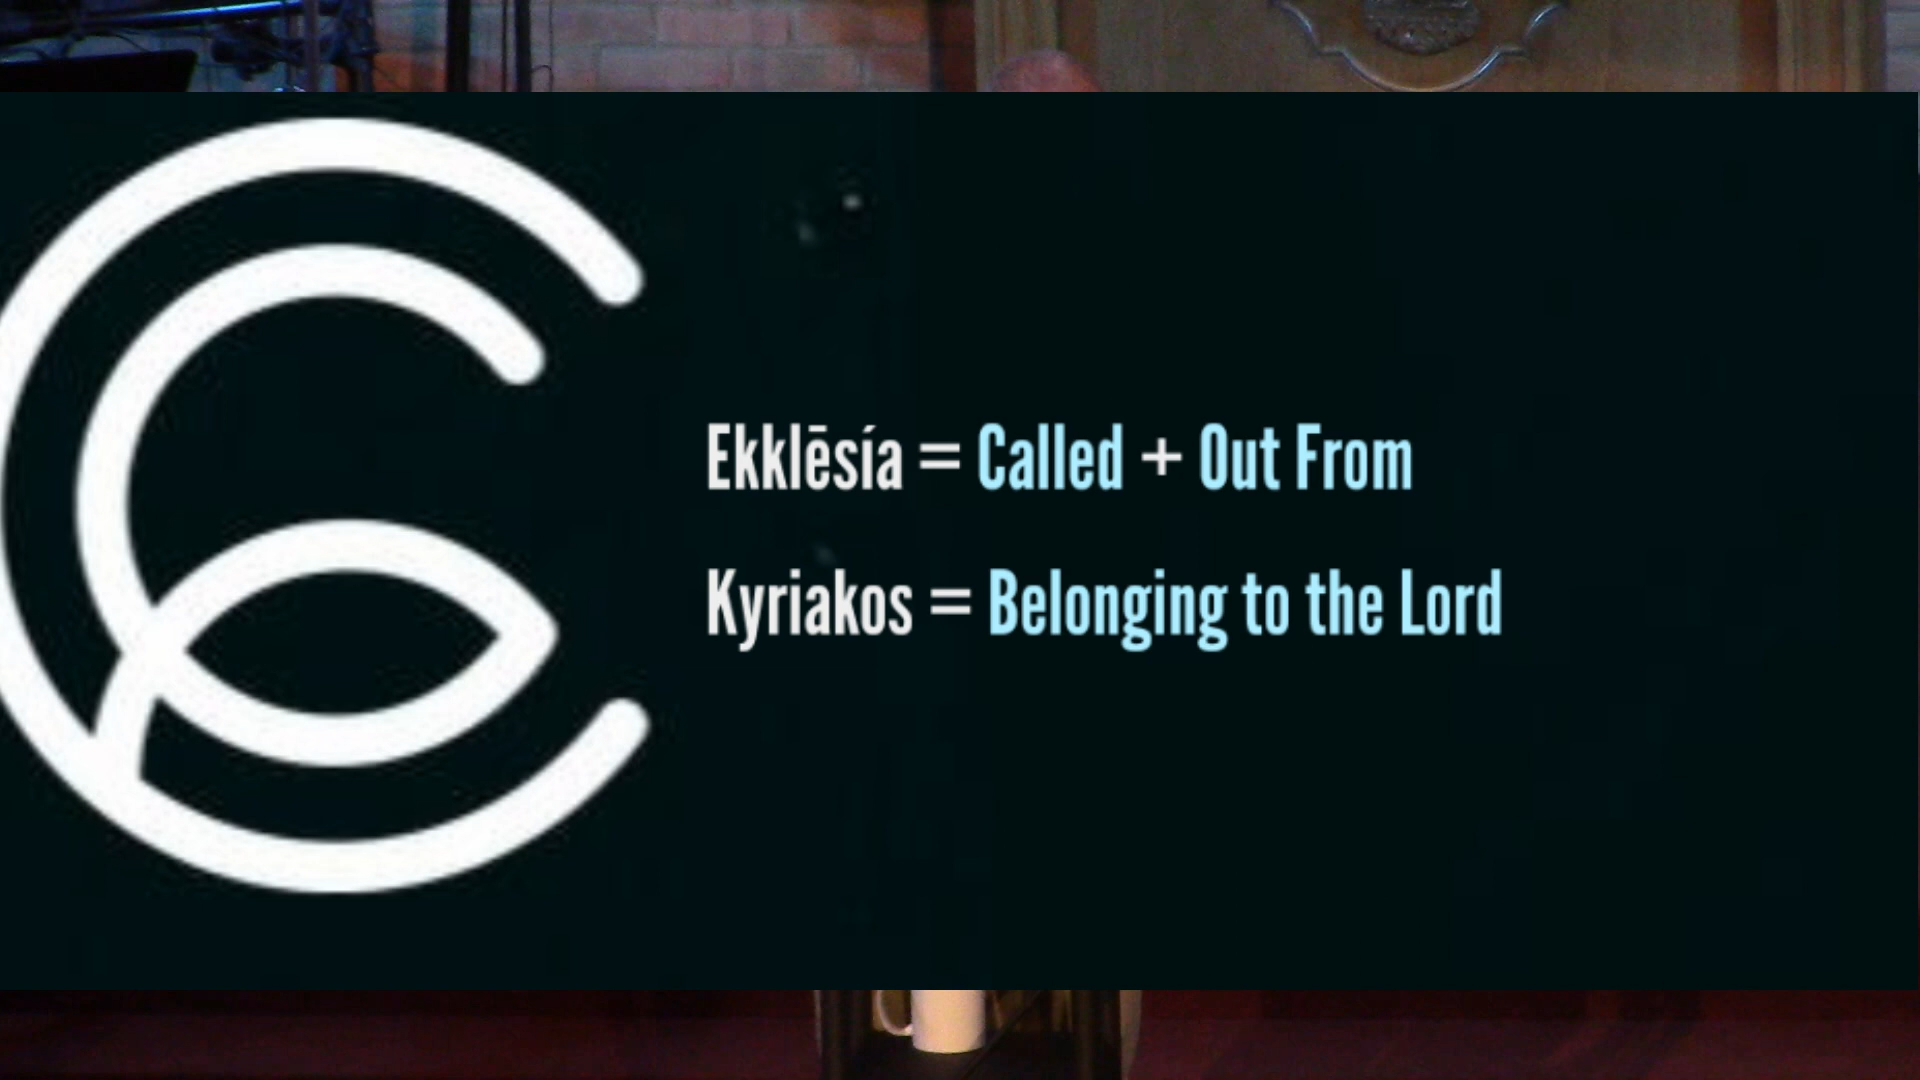 Ekklēsía = Called + Out From
Kyriakos = Belonging to the Lord